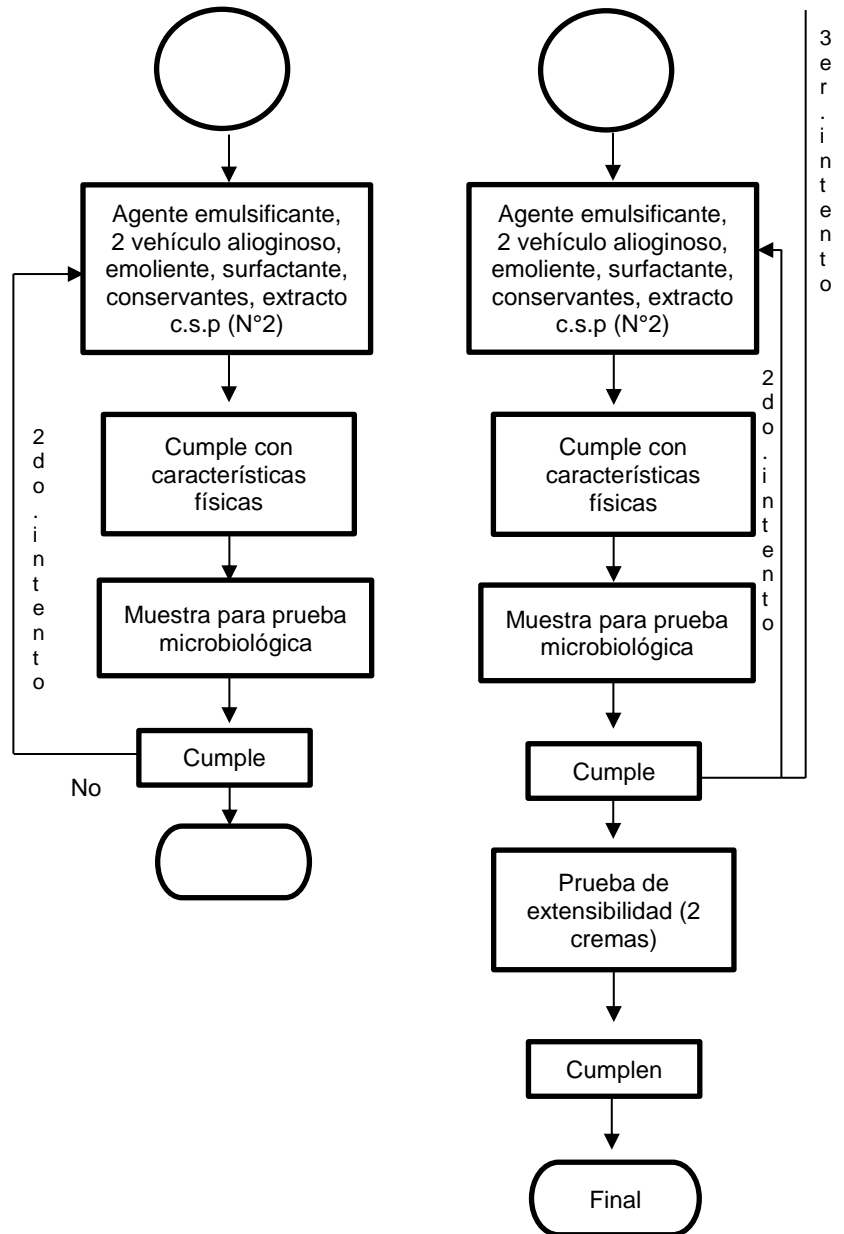 Agente emulsificante,
2 vehículo alioginoso,
emoliente, surfactante,
conservantes, extracto
c.s.p (N°2)
Cumple con
características
físicas
Muestra para prueba
microbiológica
Cumple
No
2do.intento
Agente emulsificante,
2 vehículo alioginoso,
emoliente, surfactante,
conservantes, extracto
c.s.p (N°2)
Cumple con
características
físicas
Muestra para prueba
microbiológica
Cumple
2do.intento
3er.intento
Prueba de
extensibilidad (2
cremas)
Cumplen
Final